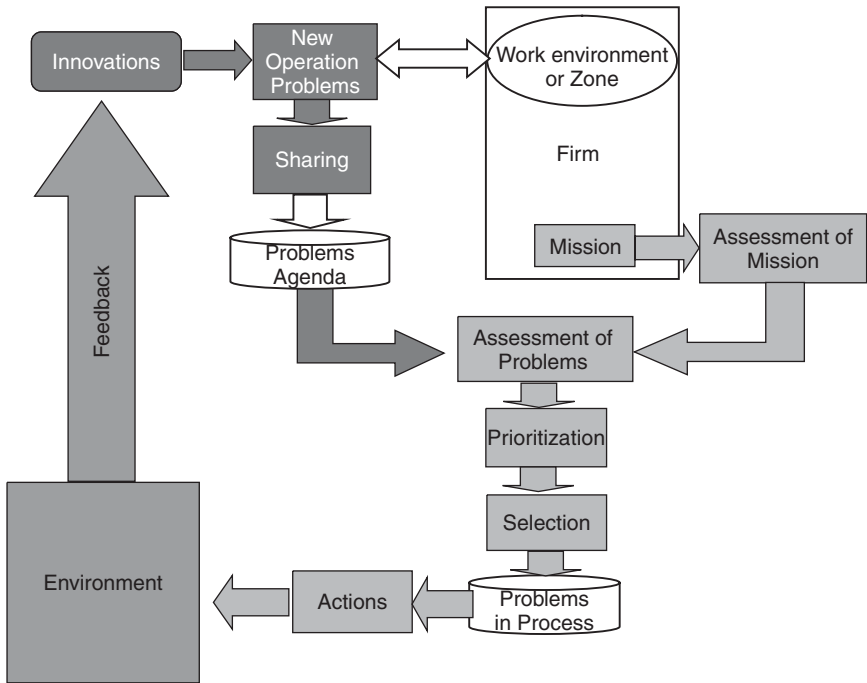 Innovations
New
Operation
Problems
Work environment
or Zone
Firm
Sharing
Mission
Assessment of
Mission
Problems
Agenda
Feedback
Assessment of
Problems
Prioritization
Selection
Environment
Actions
Problems
in Process